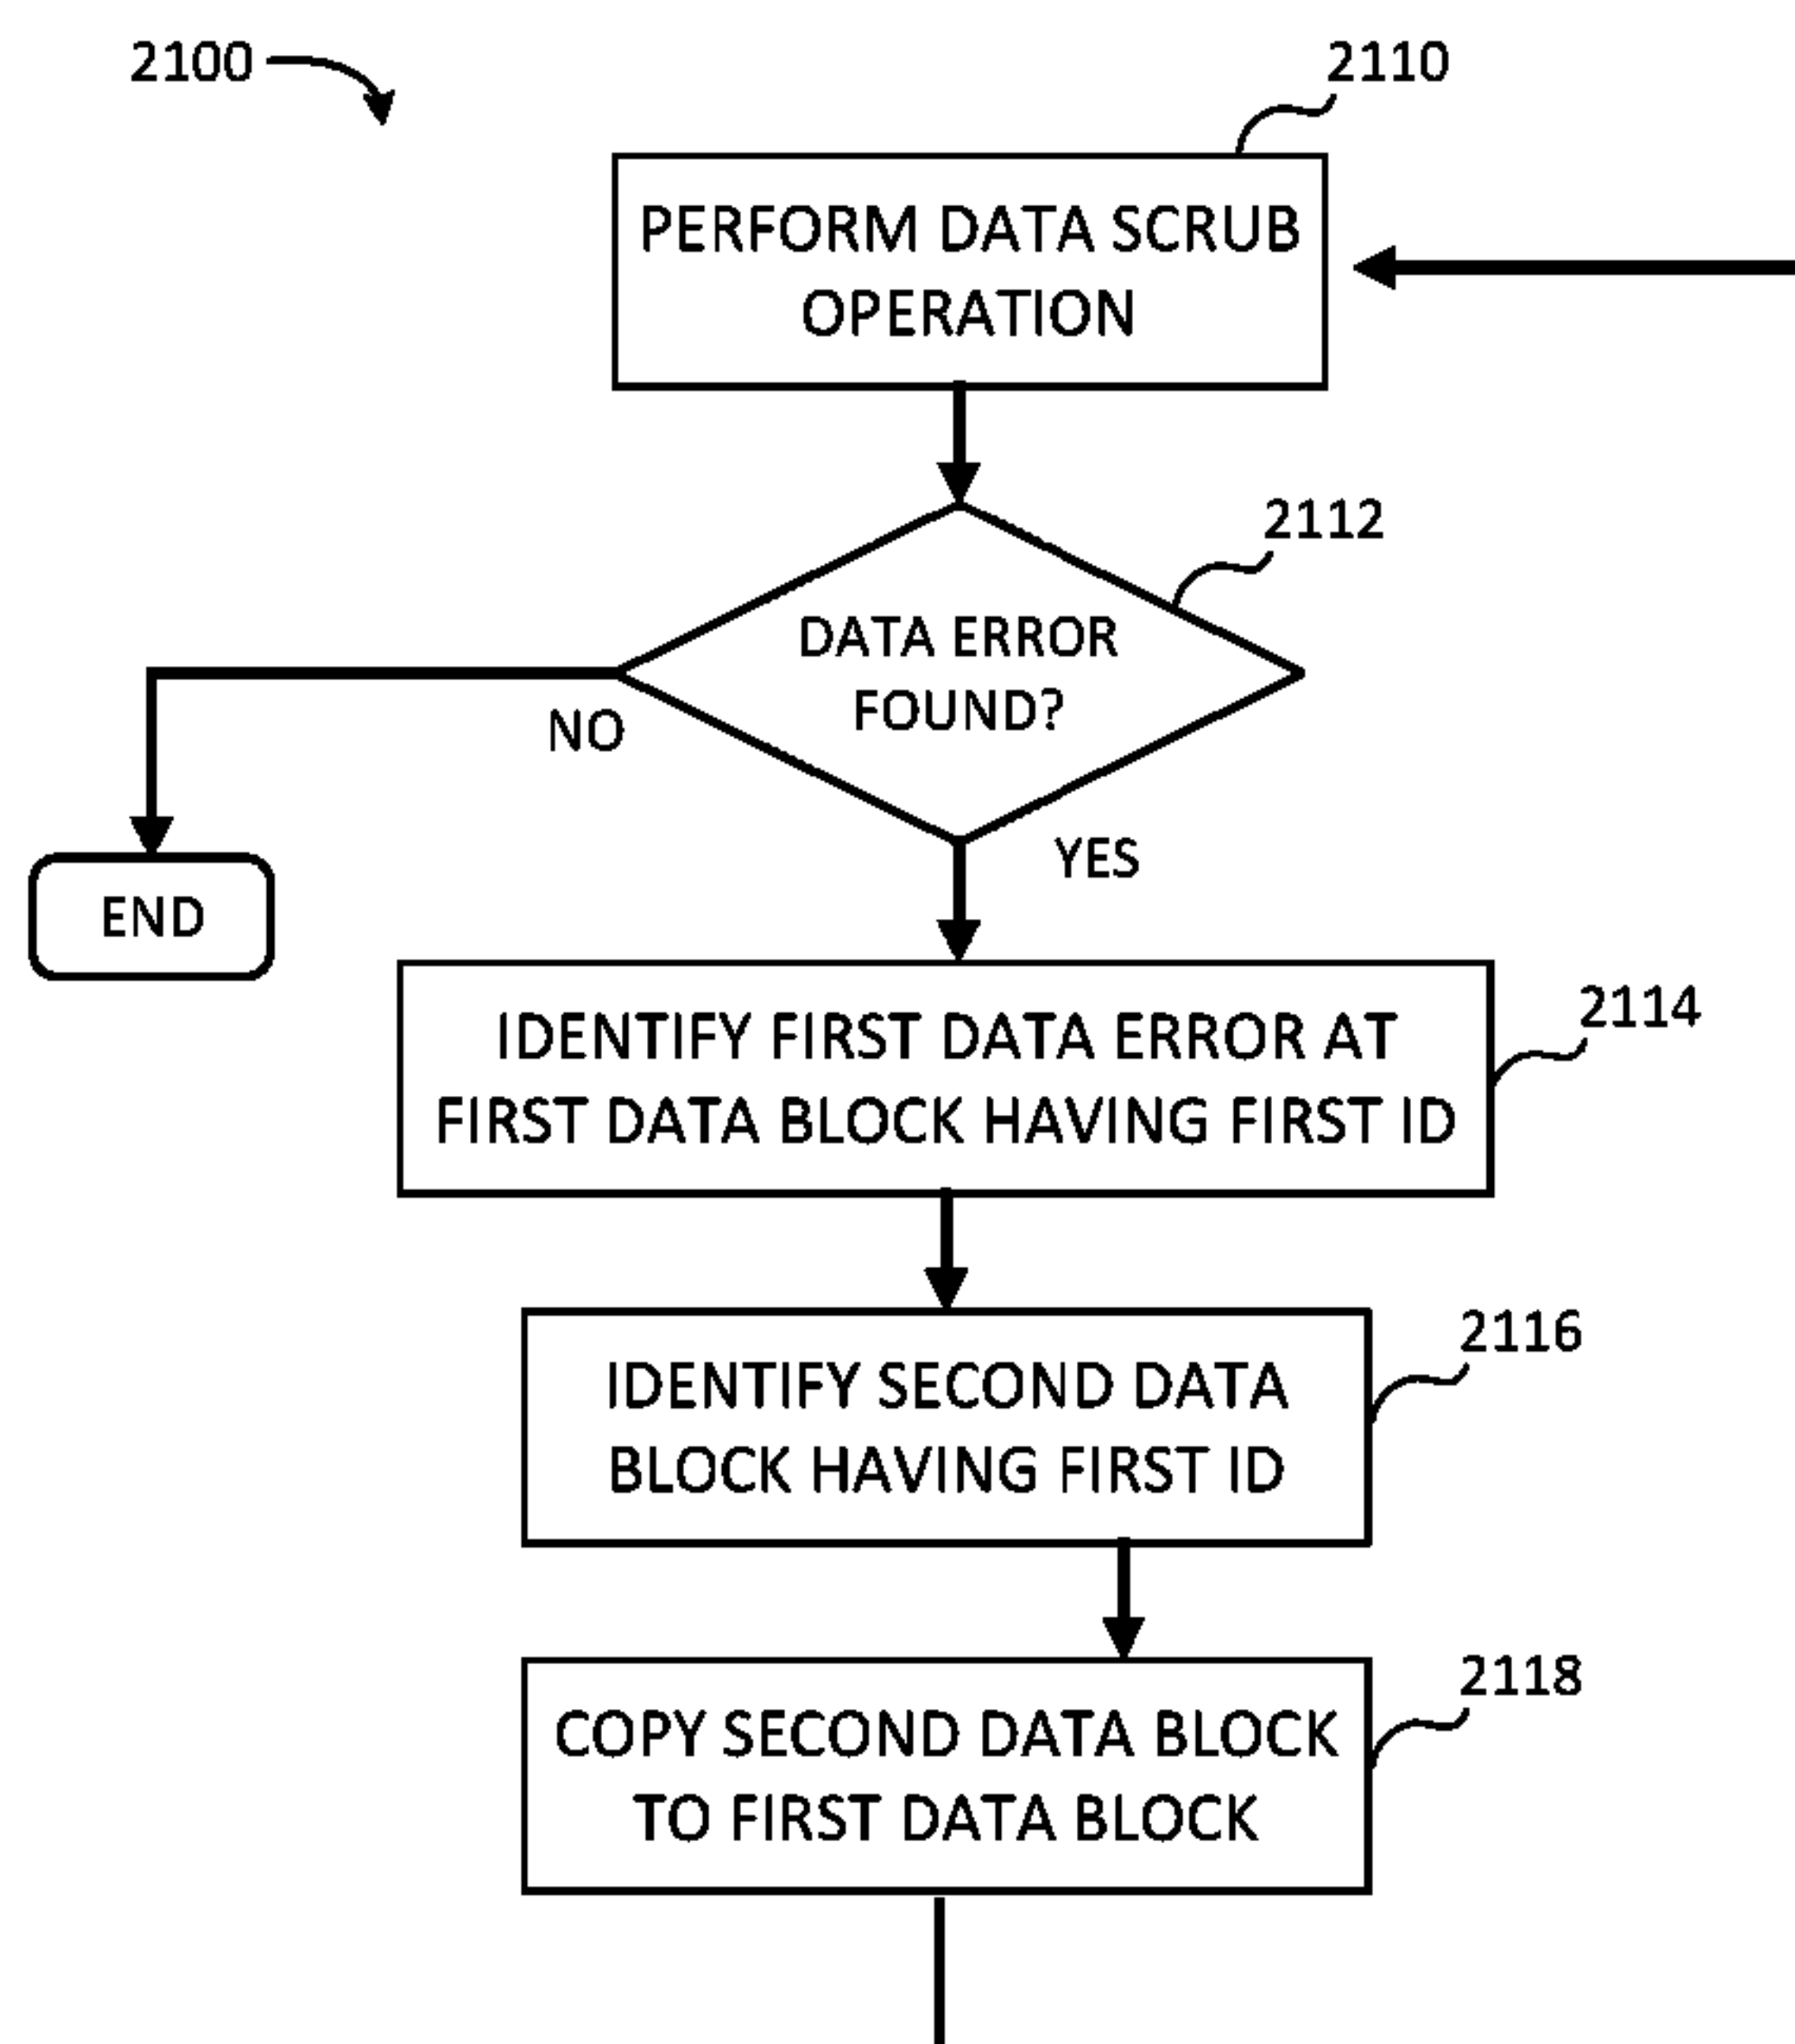 2100
2110
PERFORM DATA SCRUB
OPERATION
2112
DATA ERROR
FOUND?
NO
YES
END
2114
IDENTIFY FIRST DATA ERROR AT
FIRST DATA BLOCK HAVING FIRST ID
2116
IDENTIFY SECOND DATA
BLOCK HAVING FIRST ID
2118
COPY SECOND DATA BLOCK
TO FIRST DATA BLOCK